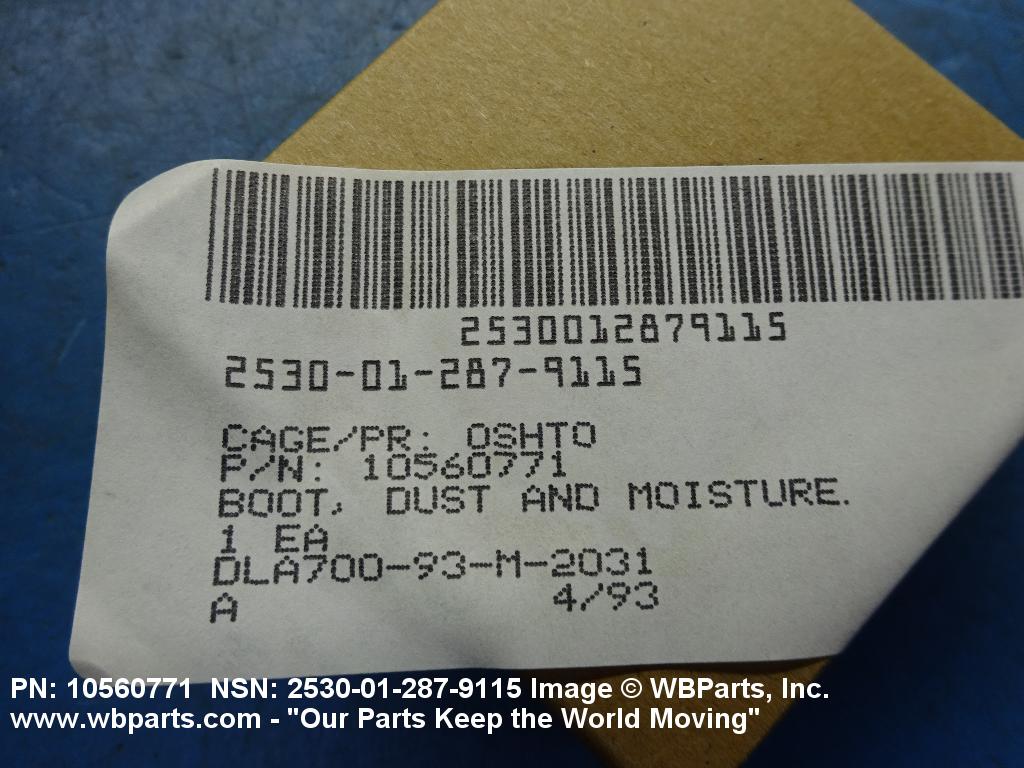 2530012879115
2530-01-287-9115
CAGE/PR: OSHTO
P/N: 10560771
BOOT, DUST AND MOISTURE.
1 EA
DLA700-93-M-2031
A 4/93
PN: 10560771 NSN: 2530-01-287-9115 Image © WBParts, Inc.
www.wbparts.com - "Our Parts Keep the World Moving"